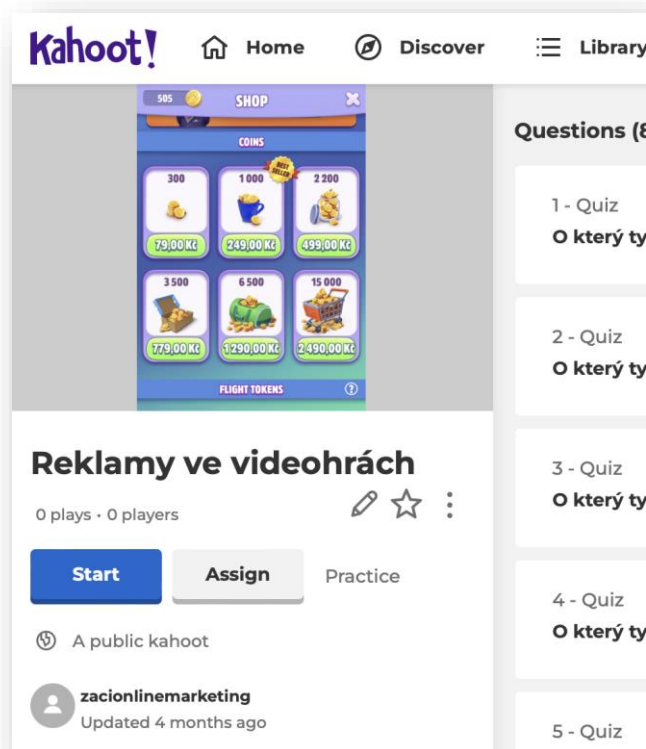 Kahoot!
Home
Discover
Library
505
SHOP
COINS
BEST SELLER
300
1 000
2 200
79,00 Kč
249,00 Kč
499,00 Kč
3 500
6 500
15 000
779,00 Kč
1 290,00 Kč
2 490,00 Kč
FLIGHT TOKENS
?
Reklamy ve videohrách
0 plays • 0 players
Start
Assign
Practice
A public kahoot
zacionlinemarketing
Updated 4 months ago
Questions (8
1 - Quiz
O který ty
2 - Quiz
O který ty
3 - Quiz
O který ty
4 - Quiz
O který ty
5 - Quiz